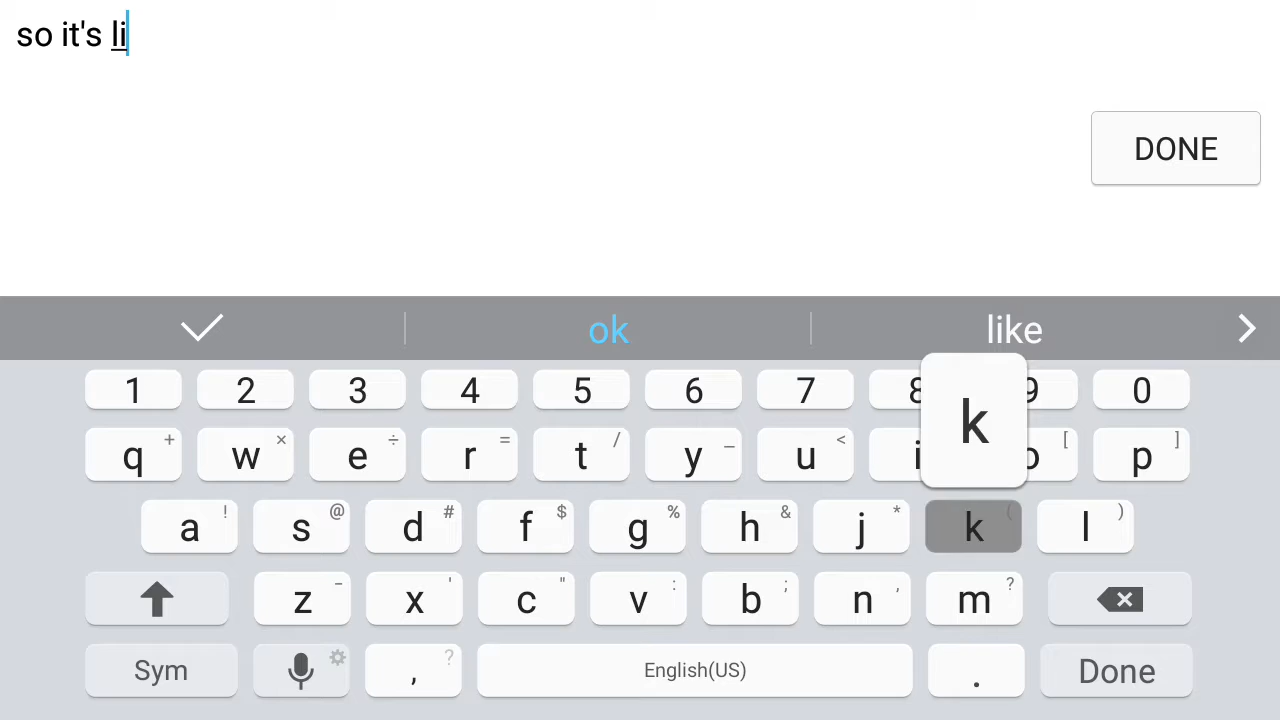 so it's li
DONE
ok like
1 2 3 4 5 6 7 8 9 0
k
q + w × e ÷ r = t / y _ u < i o [ p ]
a ! s @ d # f $ g % h & j * k ( l )
z - x ' c " v : b ; n , m ?
Sym , ? English(US) . Done